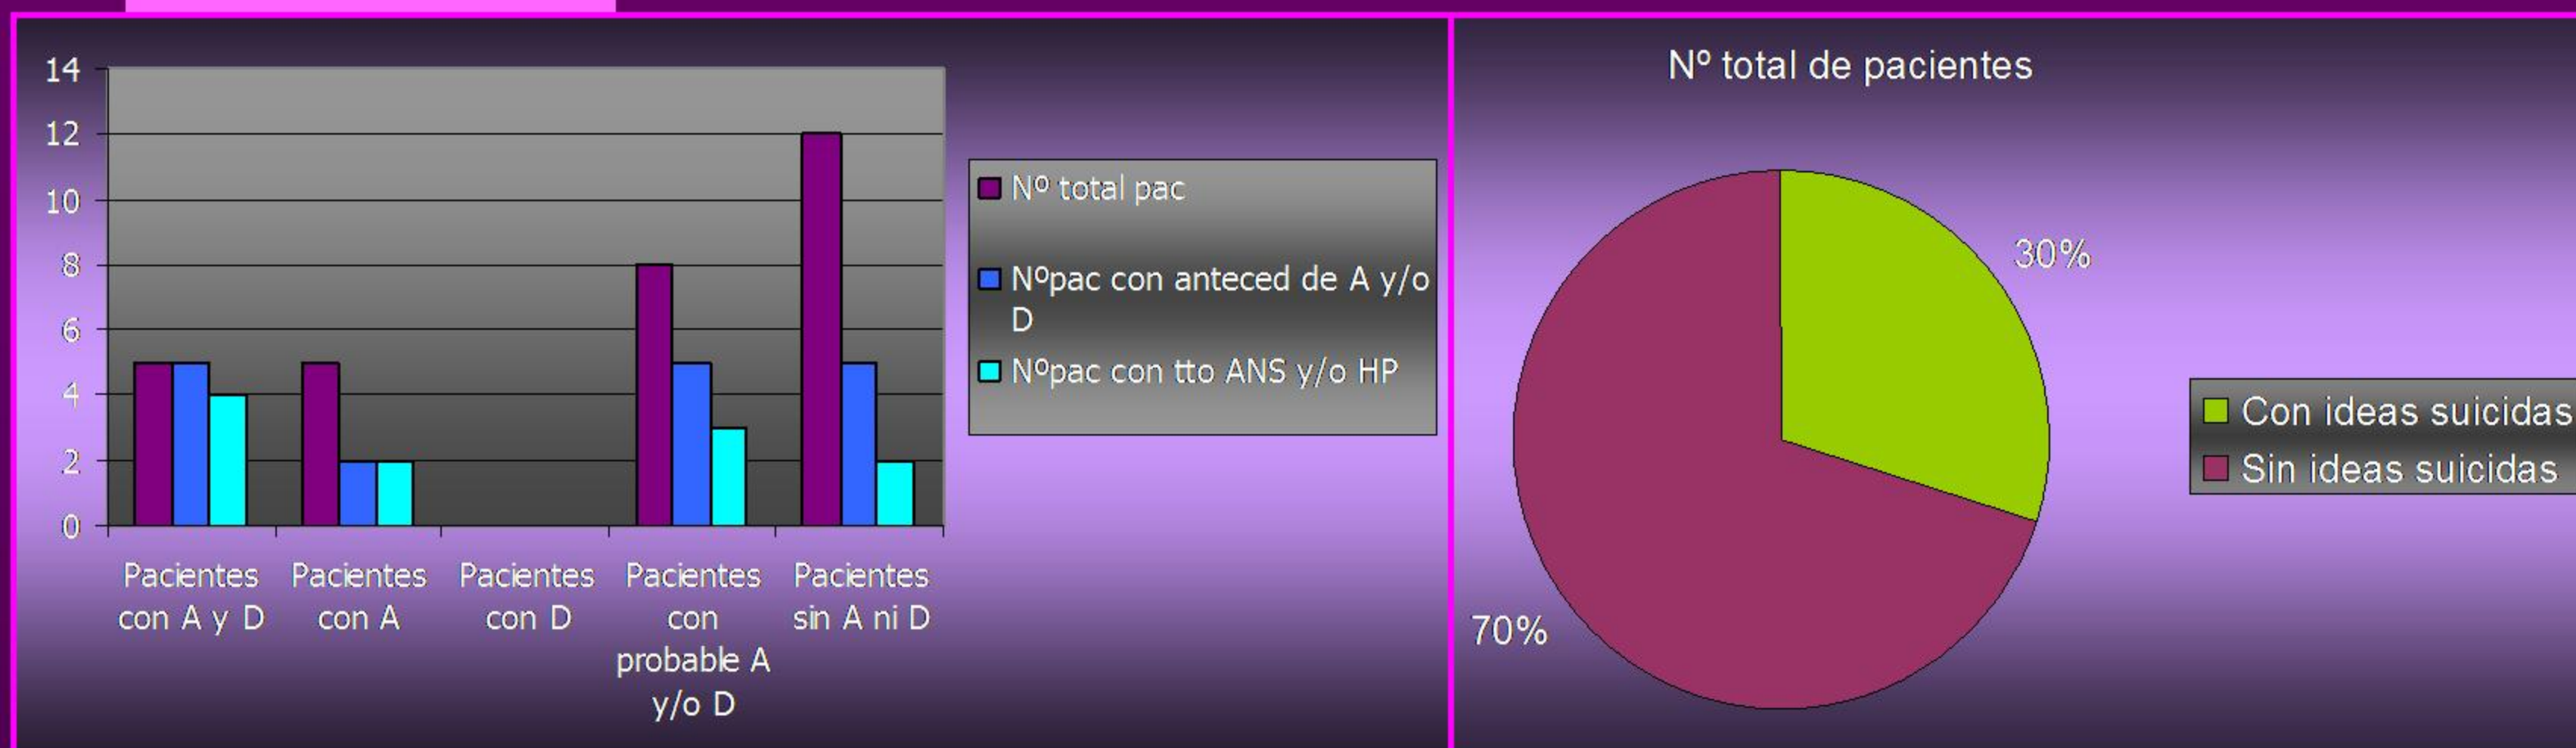 14
12
10
8
6
4
2
0
Pacientes
con A y D
Pacientes
con A
Pacientes
con D
Pacientes
con
probable A
y/o D
Pacientes
sin A ni D
Nº total pac
Nºpac con anteced de A y/o
D
Nºpac con tto ANS y/o HP
Nº total de pacientes
30%
70%
Con ideas suicidas
Sin ideas suicidas